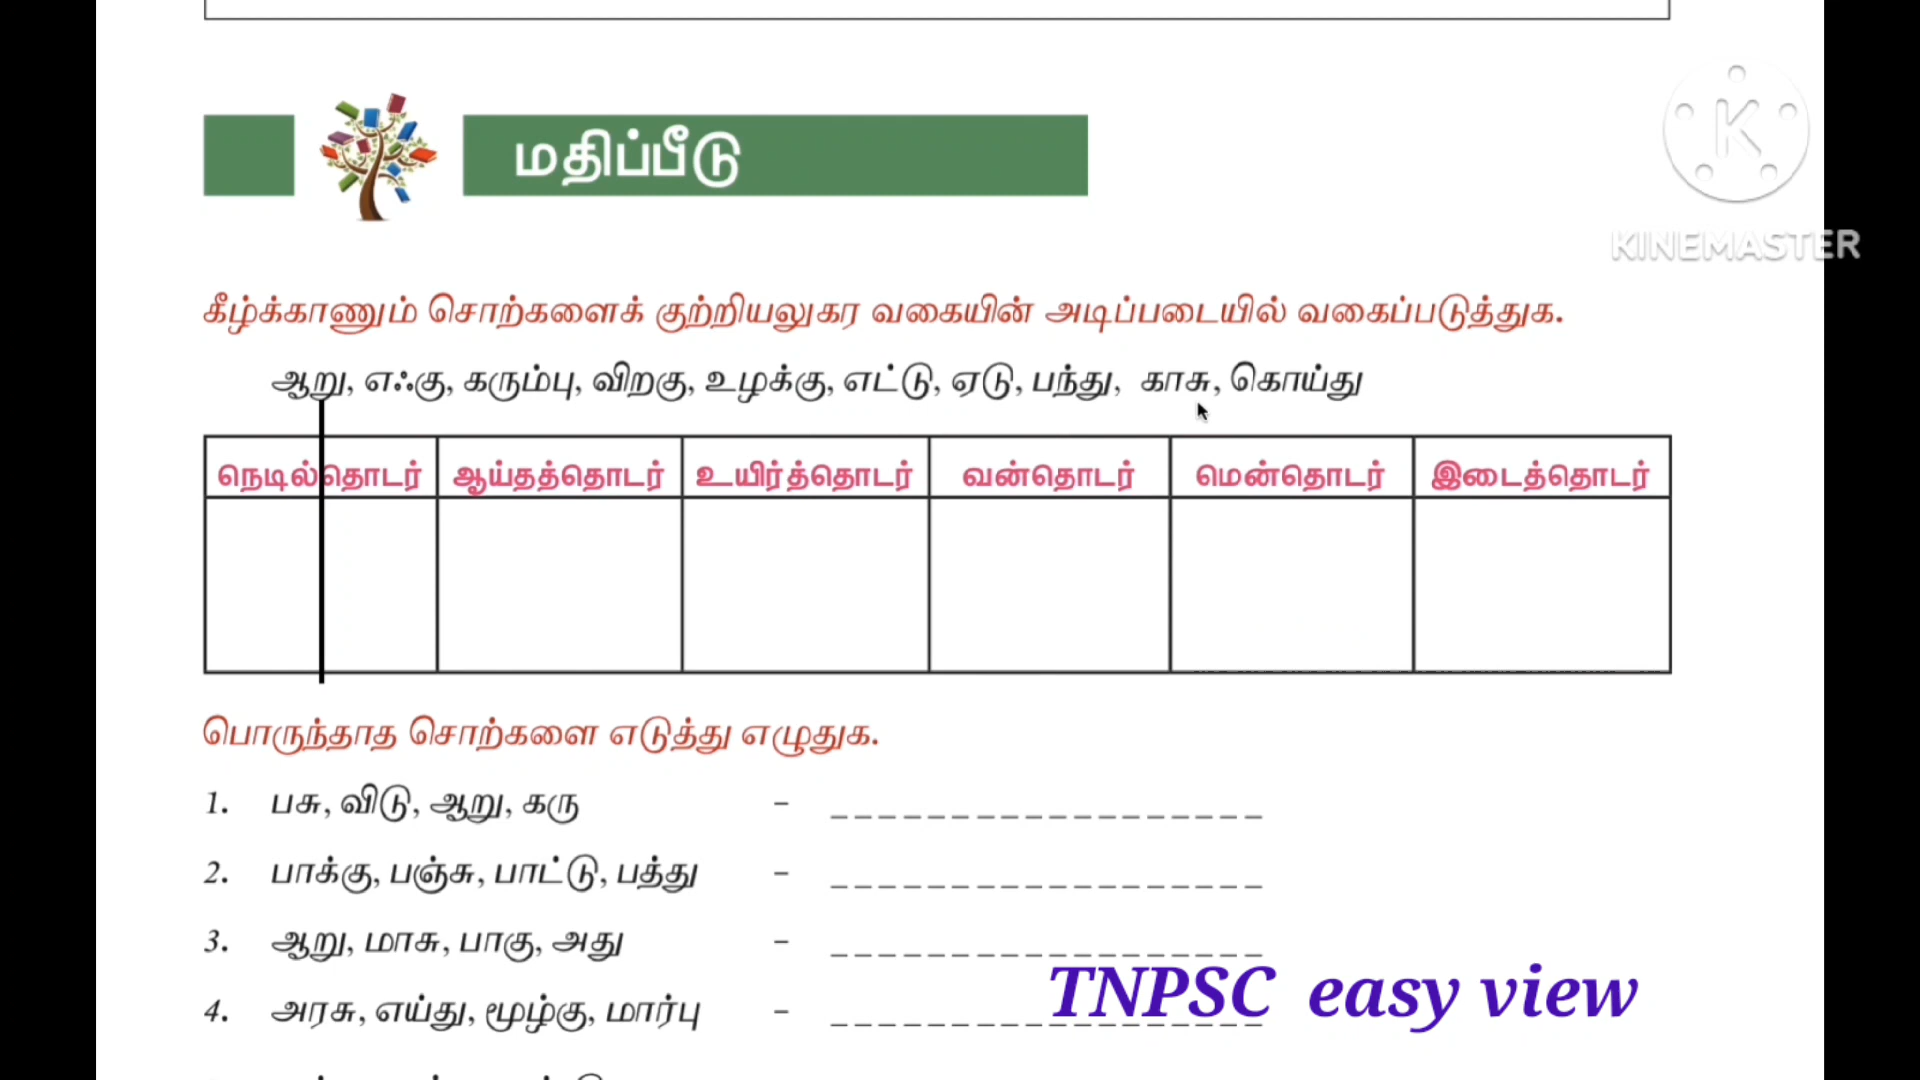 மதிப்பீடு
KINEMASTER
கீழ்க்காணும் சொற்களைக் குற்றியலுகர வகையின் அடிப்படையில் வகைப்படுத்துக.
ஆறு, எஃகு, கரும்பு, விறகு, உழக்கு, எட்டு, ஏடு, பந்து, காசு, கொய்து
நெடில்தொடர் ஆய்தத்தொடர் உயிர்த்தொடர் வன்தொடர் மென்தொடர் இடைத்தொடர்
பொருந்தாத சொற்களை எடுத்து எழுதுக.
1. பசு, விடு, ஆறு, கரு – _ _ _ _ _ _ _ _ _ _ _ _ _ _ _ _ _ _
2. பாக்கு, பஞ்சு, பாட்டு, பத்து – _ _ _ _ _ _ _ _ _ _ _ _ _ _ _ _ _ _
3. ஆறு, மாசு, பாகு, அது – _ _ _ _ _ _ _ _ _ _ _ _ _ _ _ _ _ _
4. அரசு, எய்து, மூழ்கு, மார்பு – _ _ _ _ _ _ _ _ _ _ _ _ _ _ _ _ _ _
TNPSC easy view